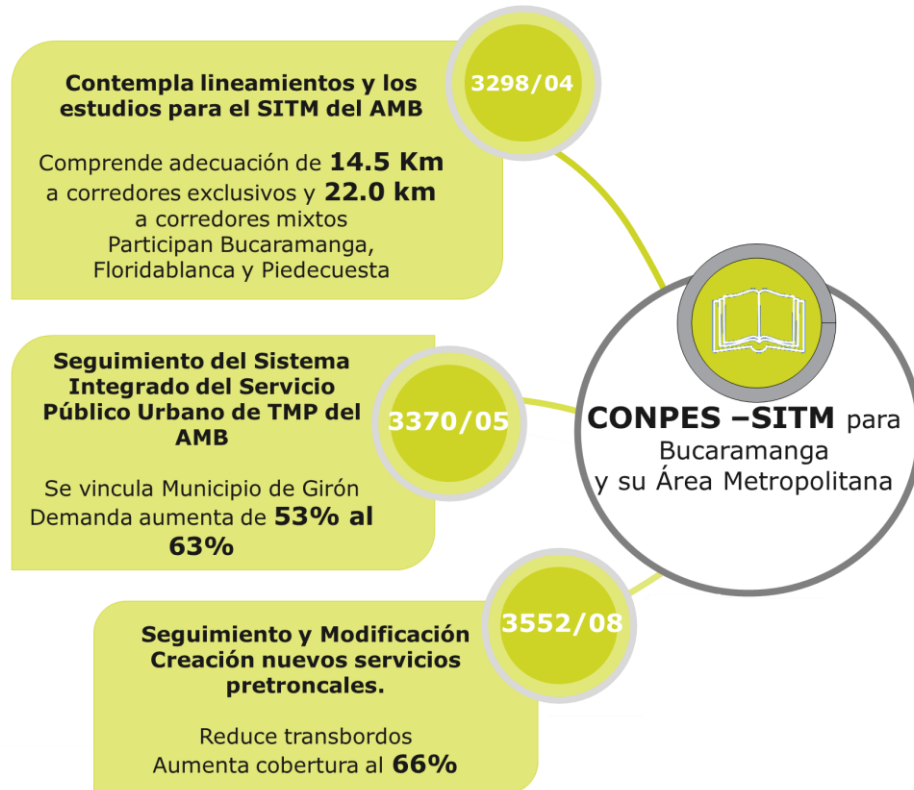 Contempla lineamientos y los
estudios para el SITM del AMB
Comprende adecuación de 14.5 Km
a corredores exclusivos y 22.0 km
a corredores mixtos
Participan Bucaramanga,
Floridablanca y Piedecuesta
3298/04
Seguimiento del Sistema
Integrado del Servicio
Público Urbano de TMP del
AMB
Se vincula Municipio de Girón
Demanda aumenta de 53% al
63%
3370/05
Seguimiento y Modificación
Creación nuevos servicios
pretroncales.
Reduce transbordos
Aumenta cobertura al 66%
3552/08
CONPES –SITM para
Bucaramanga
y su Área Metropolitana